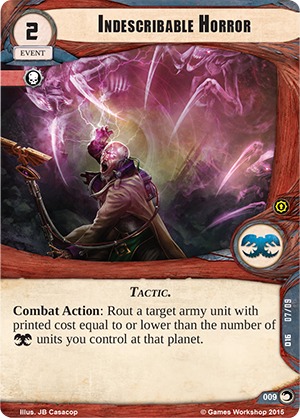 2
INDESCRIBABLE HORROR
EVENT
TACTIC.
Combat Action: Rout a target army unit with
printed cost equal to or lower than the number of
units you control at that planet.
016 07/09
009
Illus. JB Casacop
© Games Workshop 2015